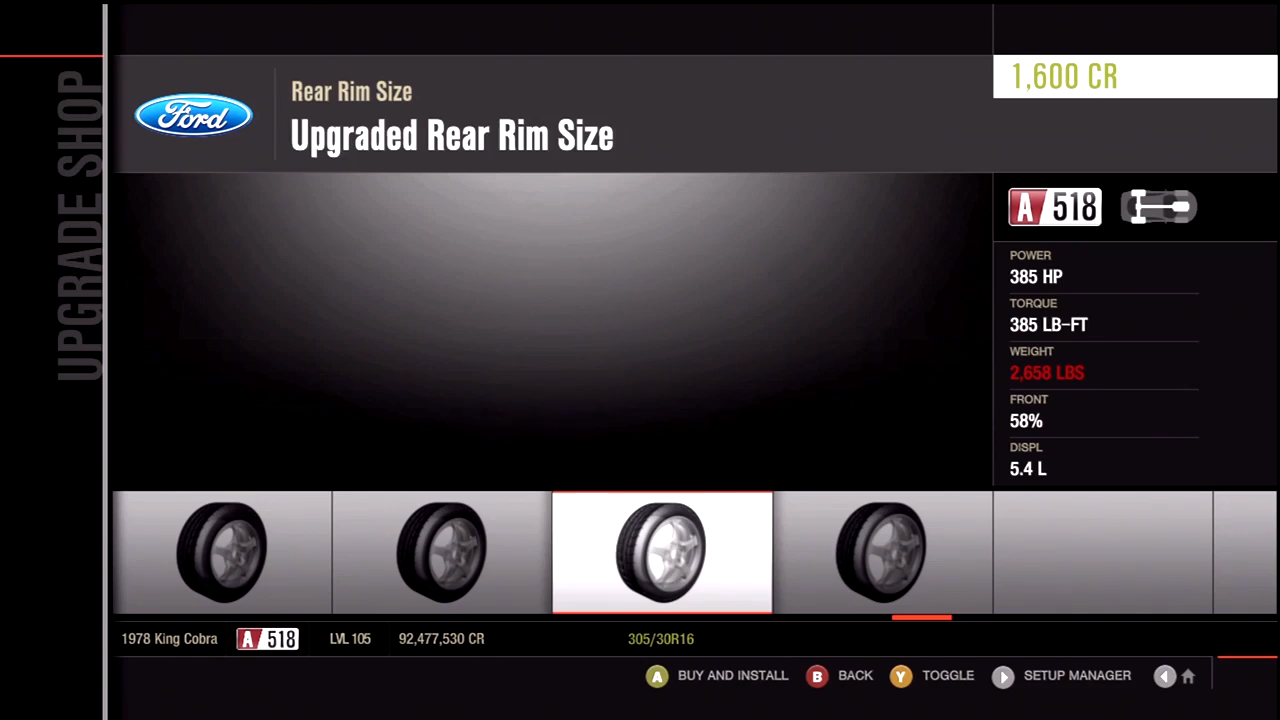 UPGRADE SHOP
Ford
Rear Rim Size
Upgraded Rear Rim Size
1,600 CR
A 518
POWER
385 HP
TORQUE
385 LB-FT
WEIGHT
2,658 LBS
FRONT
58%
DISPL
5.4 L
1978 King Cobra A 518 LVL 105 92,477,530 CR 305/30R16
A BUY AND INSTALL B BACK Y TOGGLE SETUP MANAGER